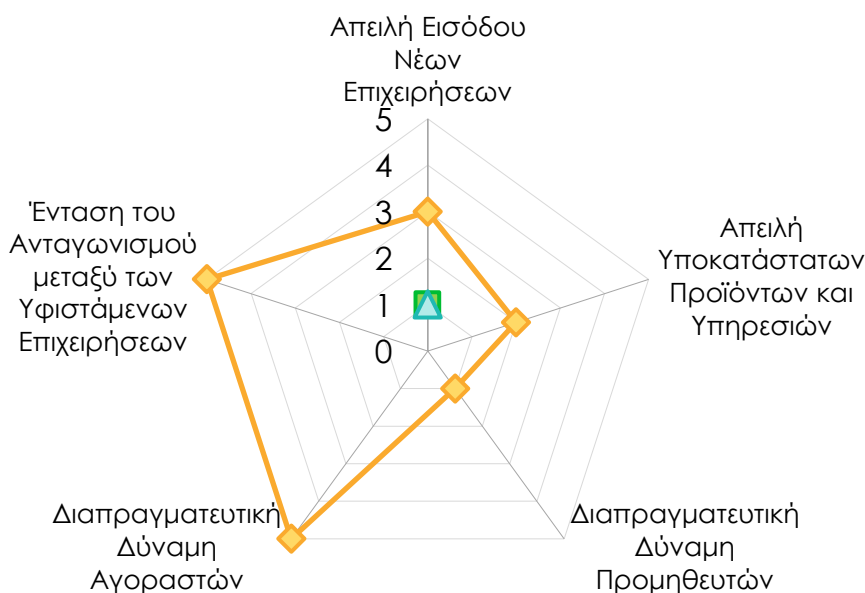 Απειλή Εισόδου
Νέων
Επιχειρήσεων
5
4
3
2
1
0
Απειλή
Υποκατάστατων
Προϊόντων και
Υπηρεσιών
Διαπραγματευτική
Δύναμη
Προμηθευτών
Διαπραγματευτική
Δύναμη
Αγοραστών
Ένταση του
Ανταγωνισμού
μεταξύ των
Υφιστάμενων
Επιχειρήσεων